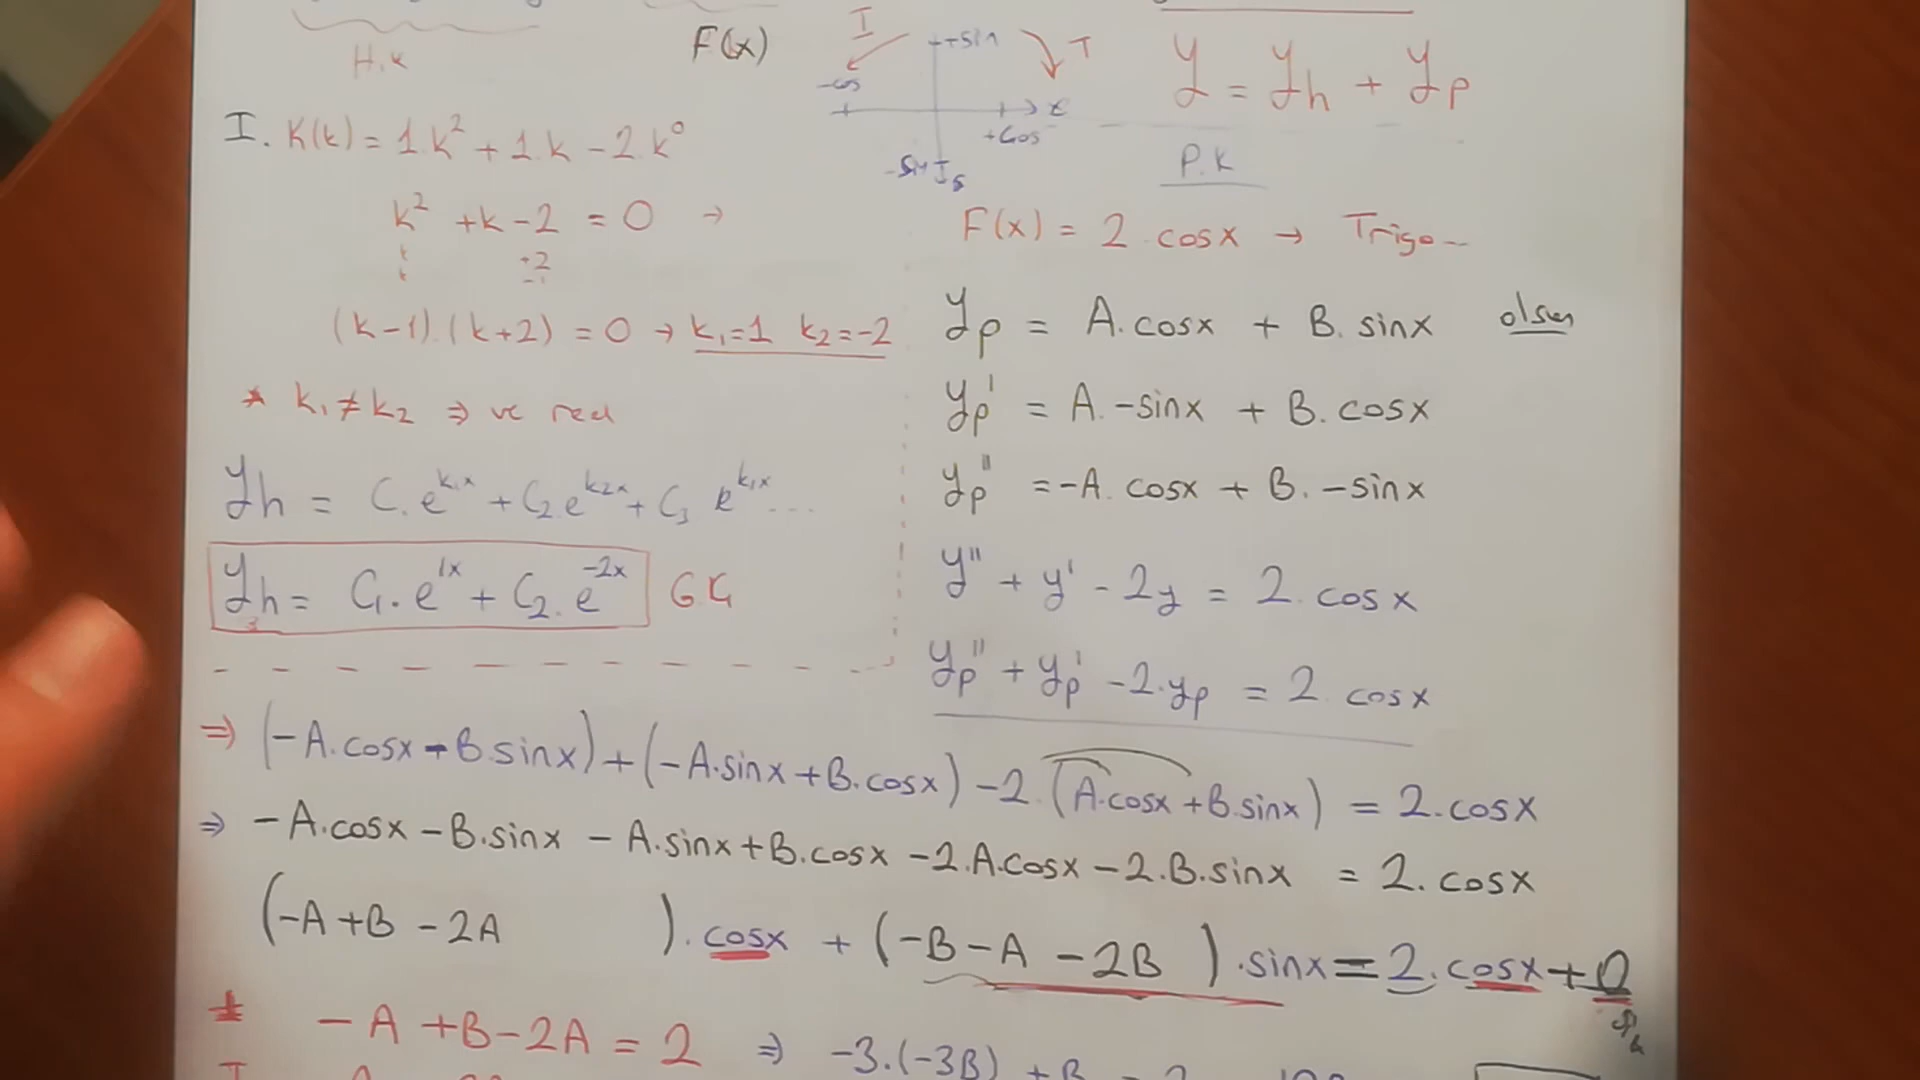 H.k
F(x)
I
+sin
T
-cos
x
+Cos
y = yh + yp
P.K
I. K(k) = 1.k² + 1.k - 2.k⁰
k² + k - 2 = 0 →
+2
(k-1).(k+2) = 0 → k₁=1 k₂=-2
* k₁ ≠ k₂ ⇒ ve reel
yh = C₁e^k₁x + C₂e^k₂x + C₃ e^k₁x ...
yh = C₁.e^1x + C₂.e^-2x G.Ç
F(x) = 2.cosx → Trigo...
yp = A.cosx + B.sinx olsun
yp' = A.-sinx + B.cosx
yp'' = -A.cosx + B.-sinx
y'' + y' - 2y = 2.cosx
yp'' + yp' - 2.yp = 2.cosx
⇒ (-A.cosx - B.sinx) + (-A.sinx + B.cosx) - 2.(A.cosx + B.sinx) = 2.cosx
⇒ -A.cosx - B.sinx - A.sinx + B.cosx - 2.A.cosx - 2.B.sinx = 2.cosx
(-A + B - 2A ).cosx + (-B - A - 2B ).sinx = 2.cosx + 0
-A + B - 2A = 2 ⇒ -3.(-3B) + B